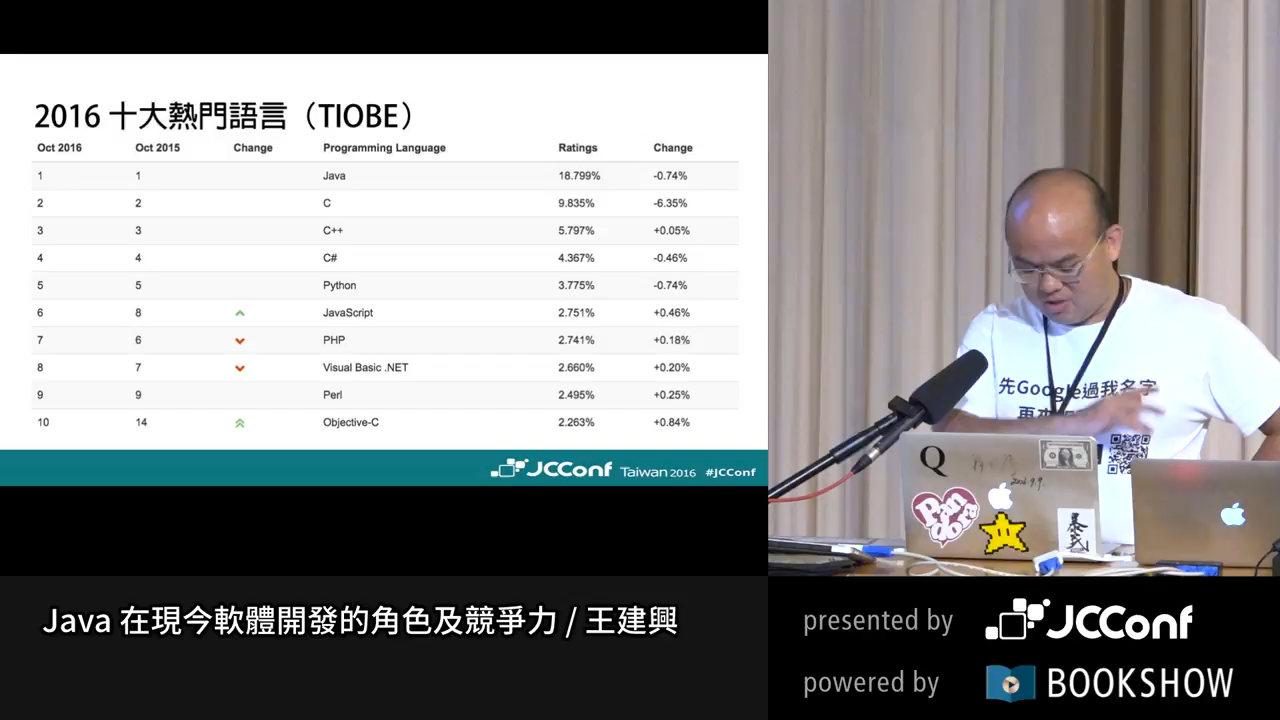 2016 十大熱門語言（TIOBE）
Oct 2016 Oct 2015 Change Programming Language Ratings Change
1 1 Java 18.799% -0.74%
2 2 C 9.835% -6.35%
3 3 C++ 5.797% +0.05%
4 4 C# 4.367% -0.46%
5 5 Python 3.775% -0.74%
6 8 JavaScript 2.751% +0.46%
7 6 PHP 2.741% +0.18%
8 7 Visual Basic .NET 2.660% +0.20%
9 9 Perl 2.495% +0.25%
10 14 Objective-C 2.263% +0.84%
JCConf Taiwan 2016 #JCConf
先Google過我名字
Q
Pandora
Java 在現今軟體開發的角色及競爭力 / 王建興
presented by JCConf
powered by BOOKSHOW